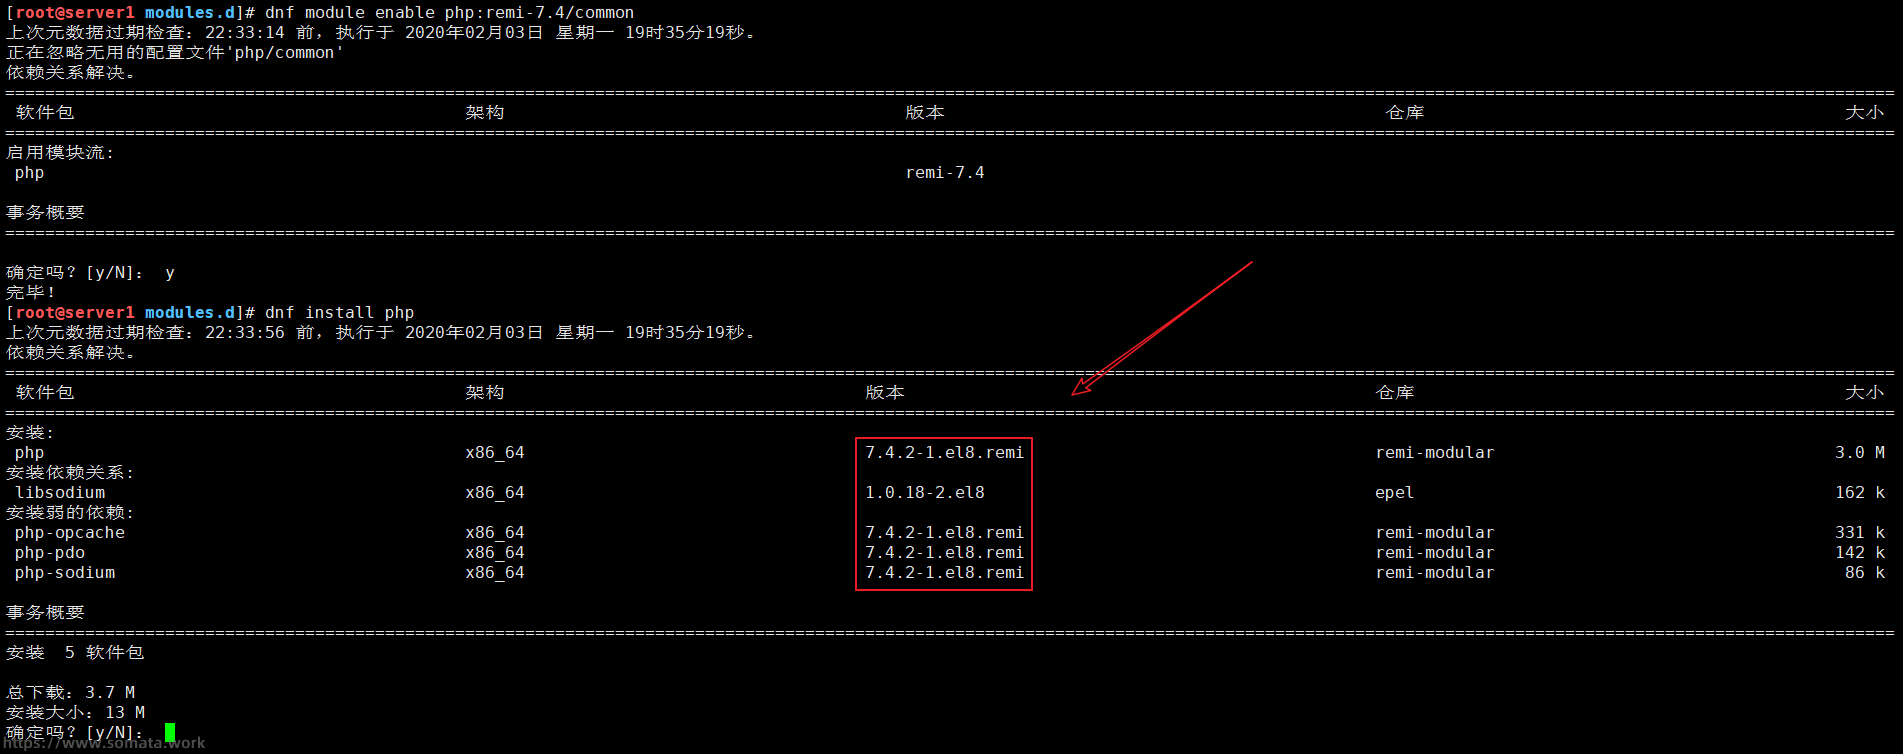 [root@server1 modules.d]# dnf module enable php:remi-7.4/common
上次元数据过期检查：22:33:14 前，执行于 2020年02月03日 星期一 19时35分19秒。
正在忽略无用的配置文件'php/common'
依赖关系解决。
================================================================================
软件包 架构 版本 仓库 大小
================================================================================
启用模块流:
php remi-7.4
事务概要
================================================================================
确定吗？[y/N]： y
完毕！
[root@server1 modules.d]# dnf install php
上次元数据过期检查：22:33:56 前，执行于 2020年02月03日 星期一 19时35分19秒。
依赖关系解决。
================================================================================
软件包 架构 版本 仓库 大小
================================================================================
安装:
php x86_64 7.4.2-1.el8.remi remi-modular 3.0 M
安装依赖关系:
libsodium x86_64 1.0.18-2.el8 epel 162 k
安装弱的依赖:
php-opcache x86_64 7.4.2-1.el8.remi remi-modular 331 k
php-pdo x86_64 7.4.2-1.el8.remi remi-modular 142 k
php-sodium x86_64 7.4.2-1.el8.remi remi-modular 86 k
事务概要
================================================================================
安装 5 软件包
总下载：3.7 M
安装大小：13 M
确定吗？[y/N]：
https://www.somata.work